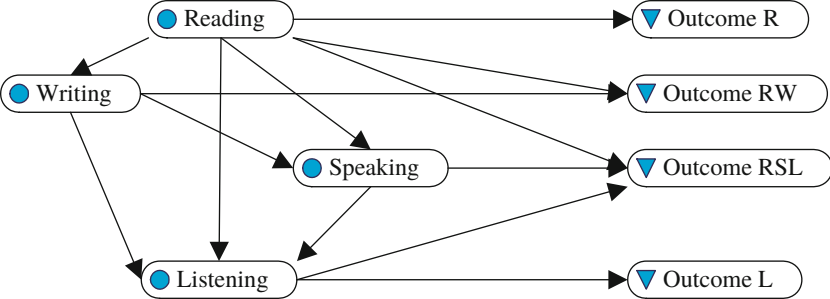 Reading
Outcome R
Writing
Outcome RW
Speaking
Outcome RSL
Listening
Outcome L